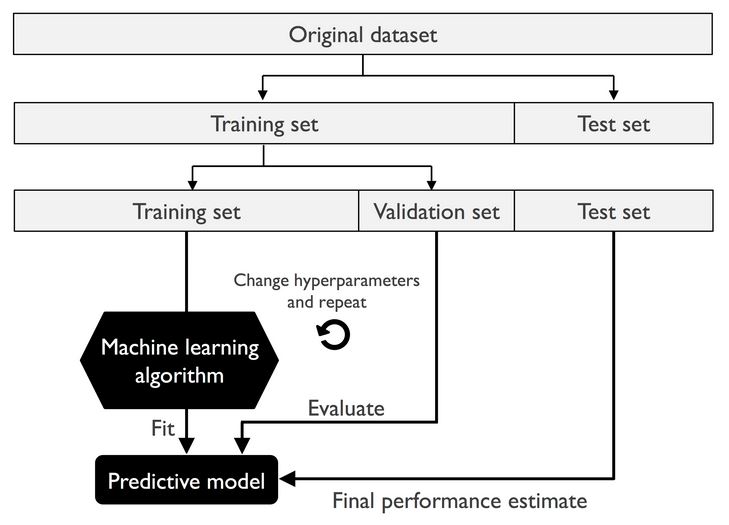 Original dataset
Training set
Test set
Training set
Validation set
Test set
Change hyperparameters
and repeat
Machine learning
algorithm
Evaluate
Fit
Predictive model
Final performance estimate